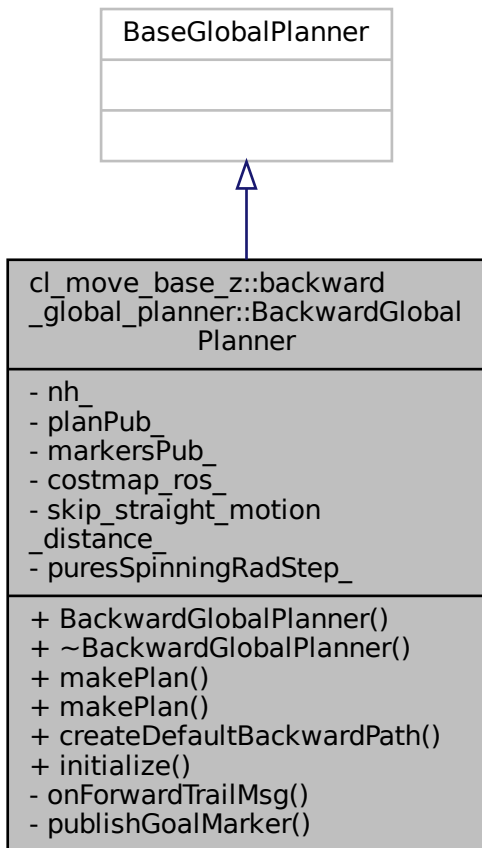 BaseGlobalPlanner
cl_move_base_z::backward
_global_planner::BackwardGlobal
Planner
- nh_
- planPub_
- markersPub_
- costmap_ros_
- skip_straight_motion
_distance_
- puresSpinningRadStep_
+ BackwardGlobalPlanner()
+ ~BackwardGlobalPlanner()
+ makePlan()
+ makePlan()
+ createDefaultBackwardPath()
+ initialize()
- onForwardTrailMsg()
- publishGoalMarker()